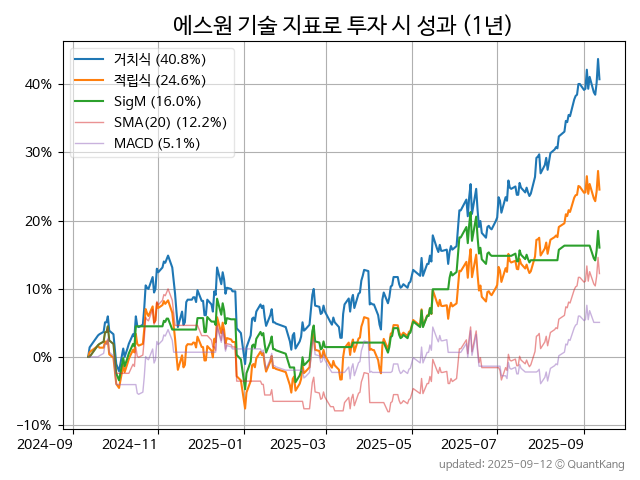 에스원 기술 지표로 투자 시 성과 (1년)
거치식 (40.8%)
적립식 (24.6%)
SigM (16.0%)
SMA(20) (12.2%)
MACD (5.1%)
40%
30%
20%
10%
0%
−10%
2024-09 2024-11 2025-01 2025-03 2025-05 2025-07 2025-09
updated: 2025-09-12 © QuantKang